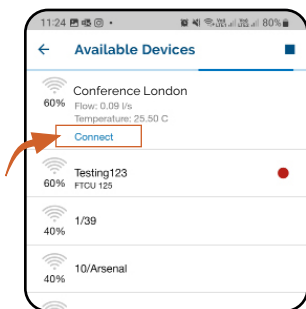 11:24
80%
Available Devices
Conference London
60%
Flow: 0.09 l/s
Temperature: 25.50 C
Connect
Testing123
60% FTCU 125
1/39
40%
10/Arsenal
40%